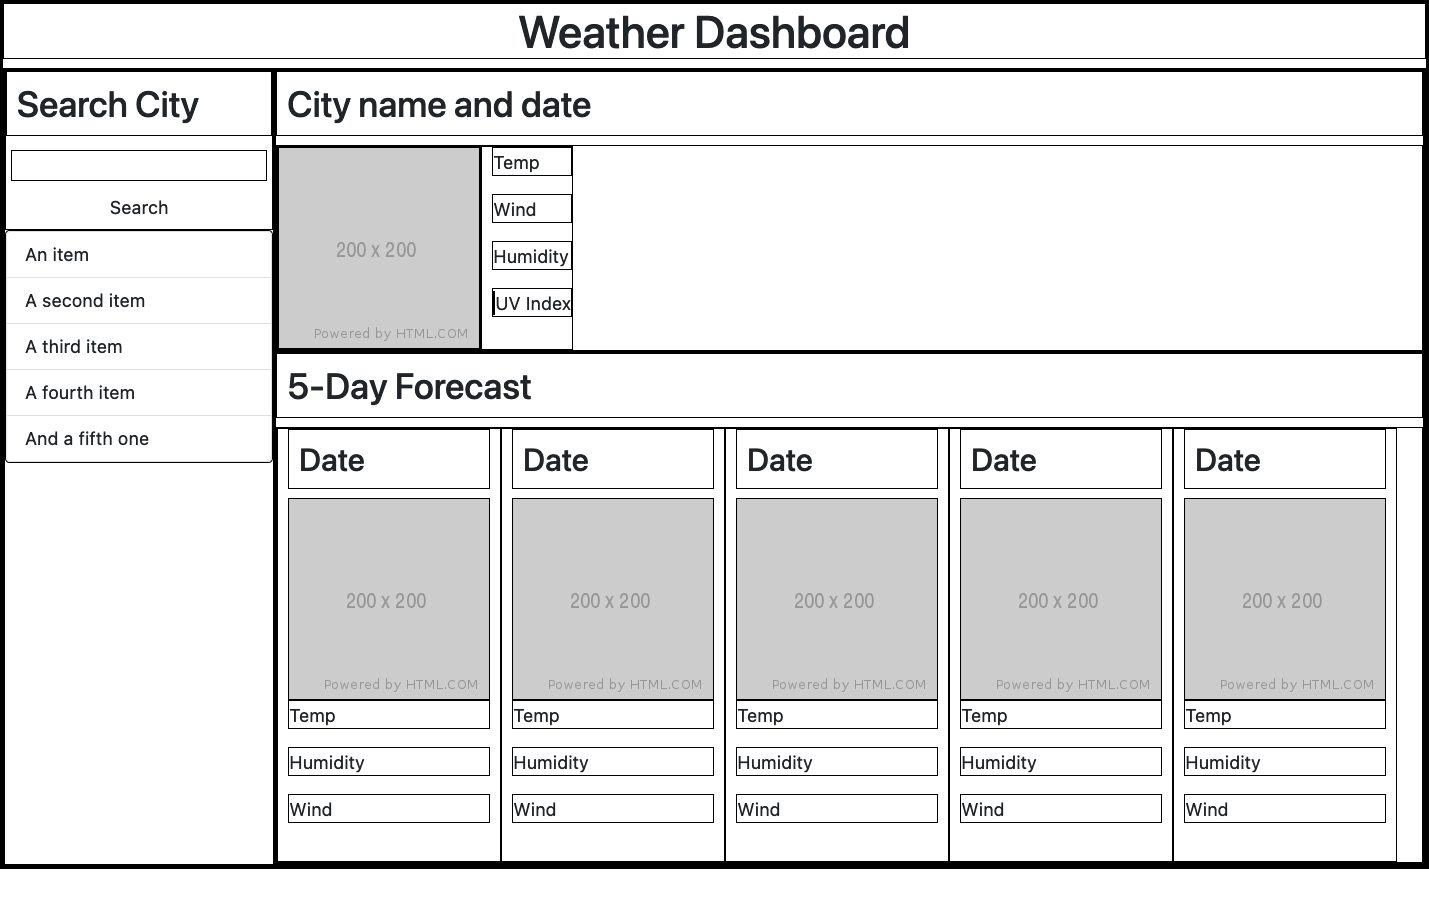 Weather Dashboard
Search City
Search
An item
A second item
A third item
A fourth item
And a fifth one
City name and date
200 x 200
Powered by HTML.COM
Temp
Wind
Humidity
UV Index
5-Day Forecast
Date
200 x 200
Powered by HTML.COM
Temp
Humidity
Wind
Date
200 x 200
Powered by HTML.COM
Temp
Humidity
Wind
Date
200 x 200
Powered by HTML.COM
Temp
Humidity
Wind
Date
200 x 200
Powered by HTML.COM
Temp
Humidity
Wind
Date
200 x 200
Powered by HTML.COM
Temp
Humidity
Wind